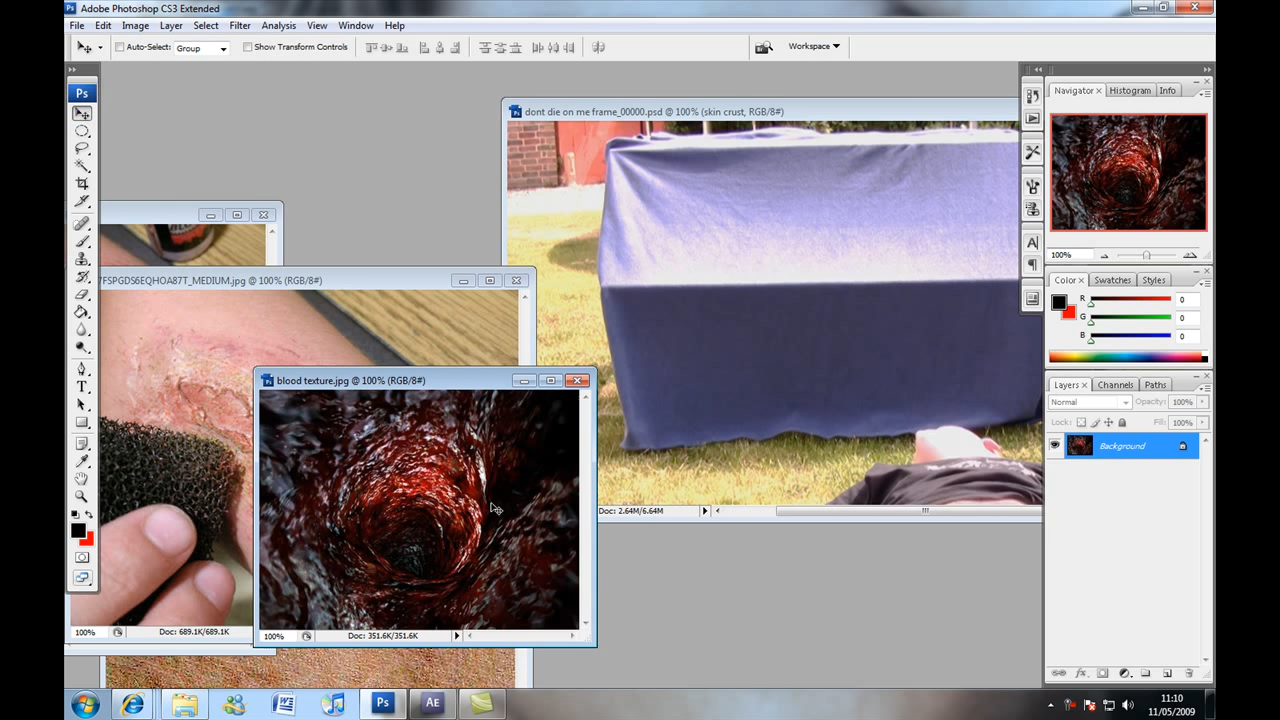 Adobe Photoshop CS3 Extended
File Edit Image Layer Select Filter Analysis View Window Help
Auto-Select: Group Show Transform Controls Workspace
Ps
Navigator Histogram Info
dont die on me frame_00000.psd @ 100% (skin crust, RGB/8#)
100%
7FSPGDS6EQHOA87T_MEDIUM.jpg @ 100% (RGB/8#)
Color Swatches Styles
R 0
G 0
B 0
blood texture.jpg @ 100% (RGB/8#)
Layers Channels Paths
Normal Opacity: 100%
Lock: Fill: 100%
Background
Doc: 2.64M/6.64M
100% Doc: 689.1K/689.1K
100% Doc: 351.6K/351.6K
Ps AE
11:10
11/05/2009